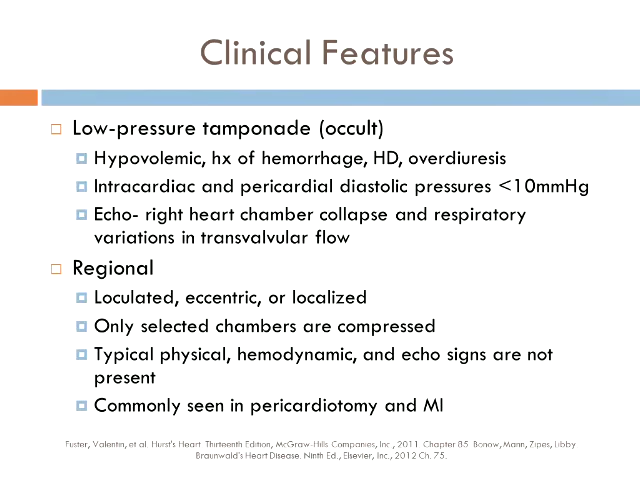 Clinical Features
Low-pressure tamponade (occult)
Hypovolemic, hx of hemorrhage, HD, overdiuresis
Intracardiac and pericardial diastolic pressures <10mmHg
Echo- right heart chamber collapse and respiratory
variations in transvalvular flow
Regional
Loculated, eccentric, or localized
Only selected chambers are compressed
Typical physical, hemodynamic, and echo signs are not
present
Commonly seen in pericardiotomy and MI
Fuster, Valentin, et al. Hurst's Heart. Thirteenth Edition, McGraw-Hills Companies, Inc., 2011. Chapter 85. Bonow, Mann, Zipes, Libby
Braunwald's Heart Disease. Ninth Ed., Elsevier, Inc., 2012 Ch. 75.